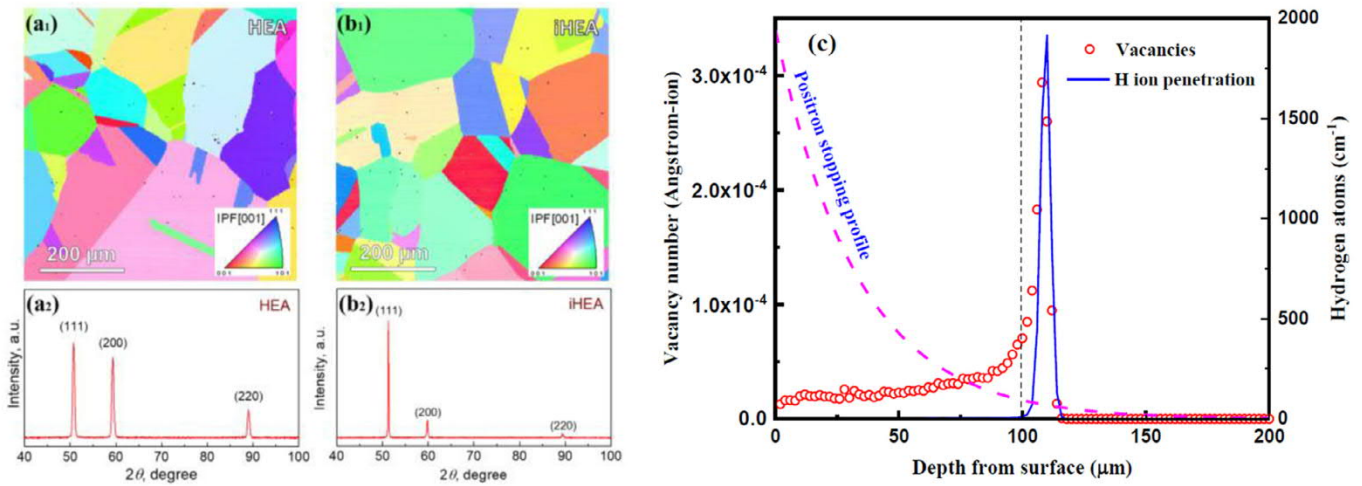 (a1)
HEA
IPF[001]
111
001
101
200 μm
(b1)
iHEA
IPF[001]
111
001
101
200 μm
(a2)
HEA
(111)
(200)
(220)
Intensity, a.u.
40 50 60 70 80 90 100
2θ, degree
(b2)
iHEA
(111)
(200)
(220)
Intensity, a.u.
40 50 60 70 80 90 100
2θ, degree
(c)
Vacancies
H ion penetration
Positron stopping profile
Vacancy number (Angstrom-ion)
3.0x10⁻⁴
2.0x10⁻⁴
1.0x10⁻⁴
0.0
0 50 100 150 200
Depth from surface (μm)
2000
1500
1000
500
0
Hydrogen atoms (cm⁻¹)